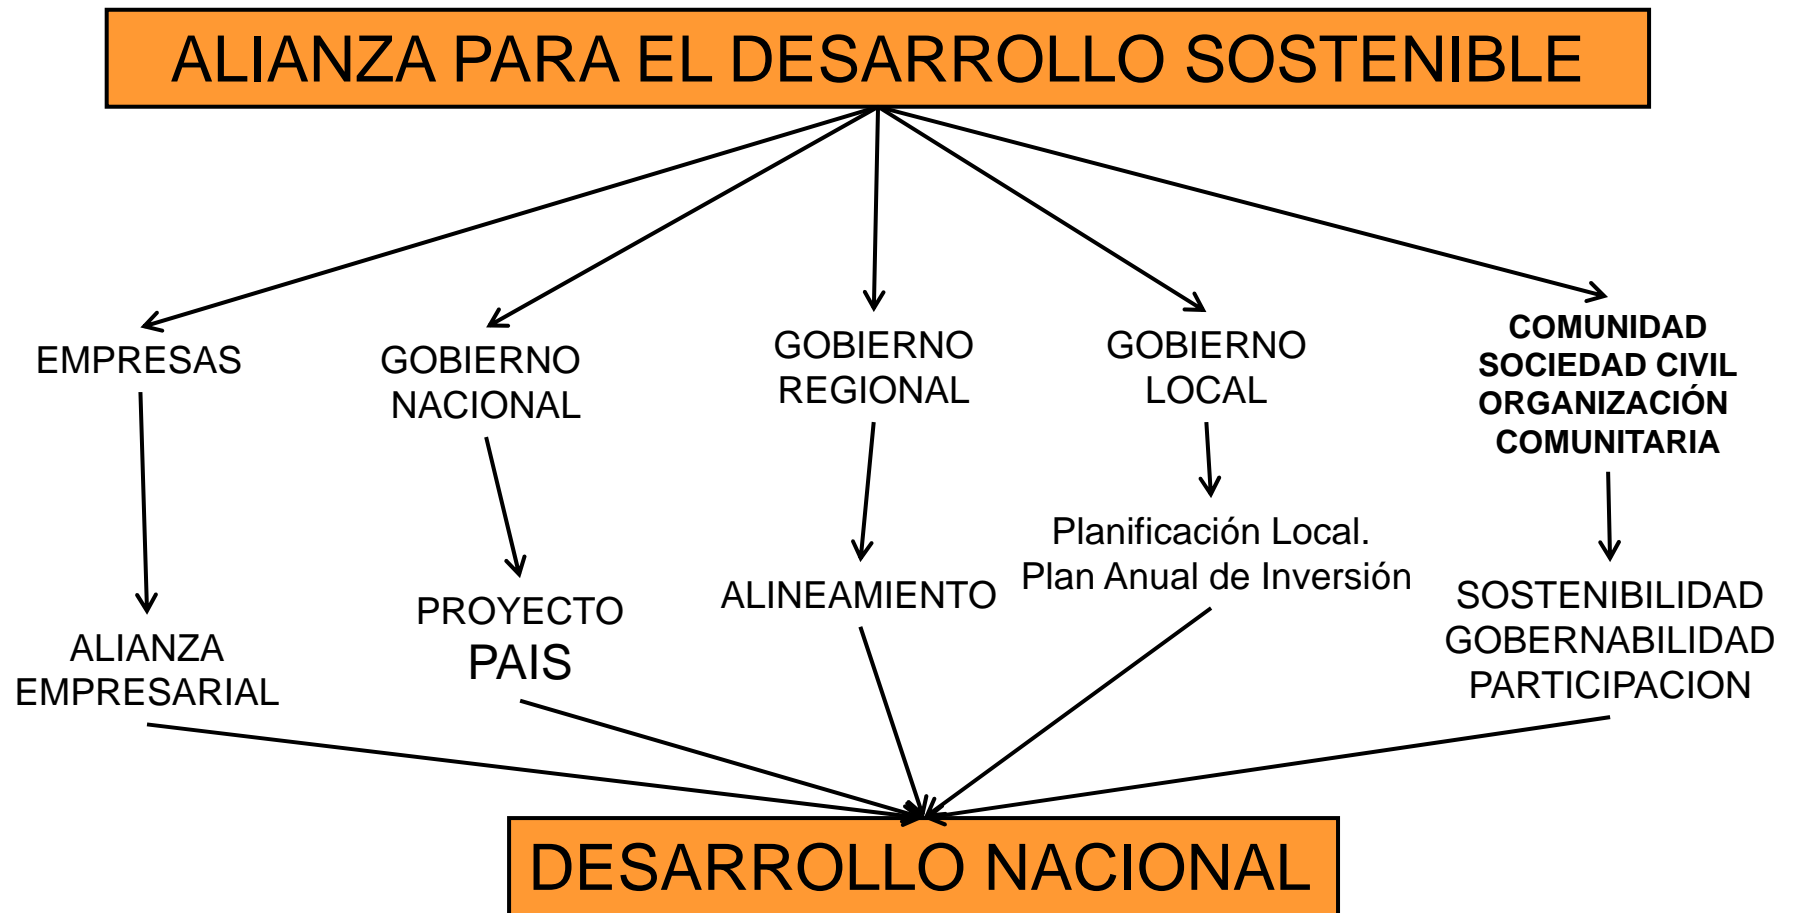 ALIANZA PARA EL DESARROLLO SOSTENIBLE
EMPRESAS
GOBIERNO
NACIONAL
GOBIERNO
REGIONAL
GOBIERNO
LOCAL
COMUNIDAD
SOCIEDAD CIVIL
ORGANIZACIÓN
COMUNITARIA
ALIANZA
EMPRESARIAL
PROYECTO
PAIS
ALINEAMIENTO
Planificación Local.
Plan Anual de Inversión
SOSTENIBILIDAD
GOBERNABILIDAD
PARTICIPACION
DESARROLLO NACIONAL